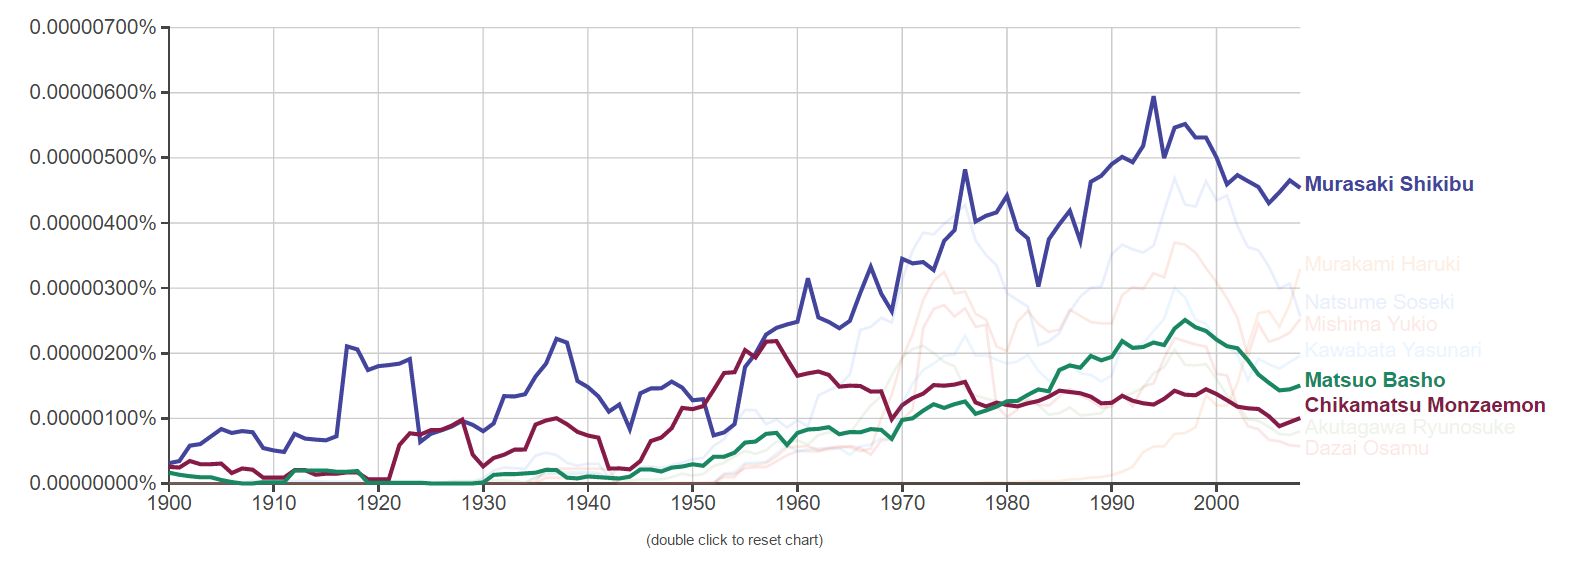 0.00000700%
0.00000600%
0.00000500%
0.00000400%
0.00000300%
0.00000200%
0.00000100%
0.00000000%
1900 1910 1920 1930 1940 1950 1960 1970 1980 1990 2000
Murasaki Shikibu
Murakami Haruki
Natsume Soseki
Mishima Yukio
Kawabata Yasunari
Matsuo Basho
Chikamatsu Monzaemon
Akutagawa Ryunosuke
Dazai Osamu
(double click to reset chart)